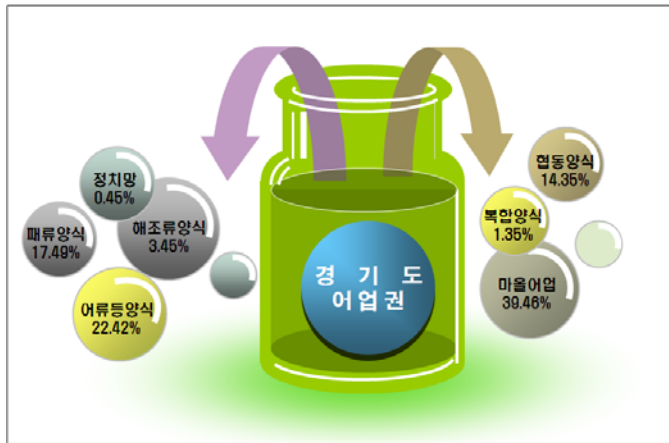 정치망
0.45%
해조류양식
3.45%
패류양식
17.49%
어류등양식
22.42%
경 기 도
어업권
협동양식
14.35%
복합양식
1.35%
마을어업
39.46%